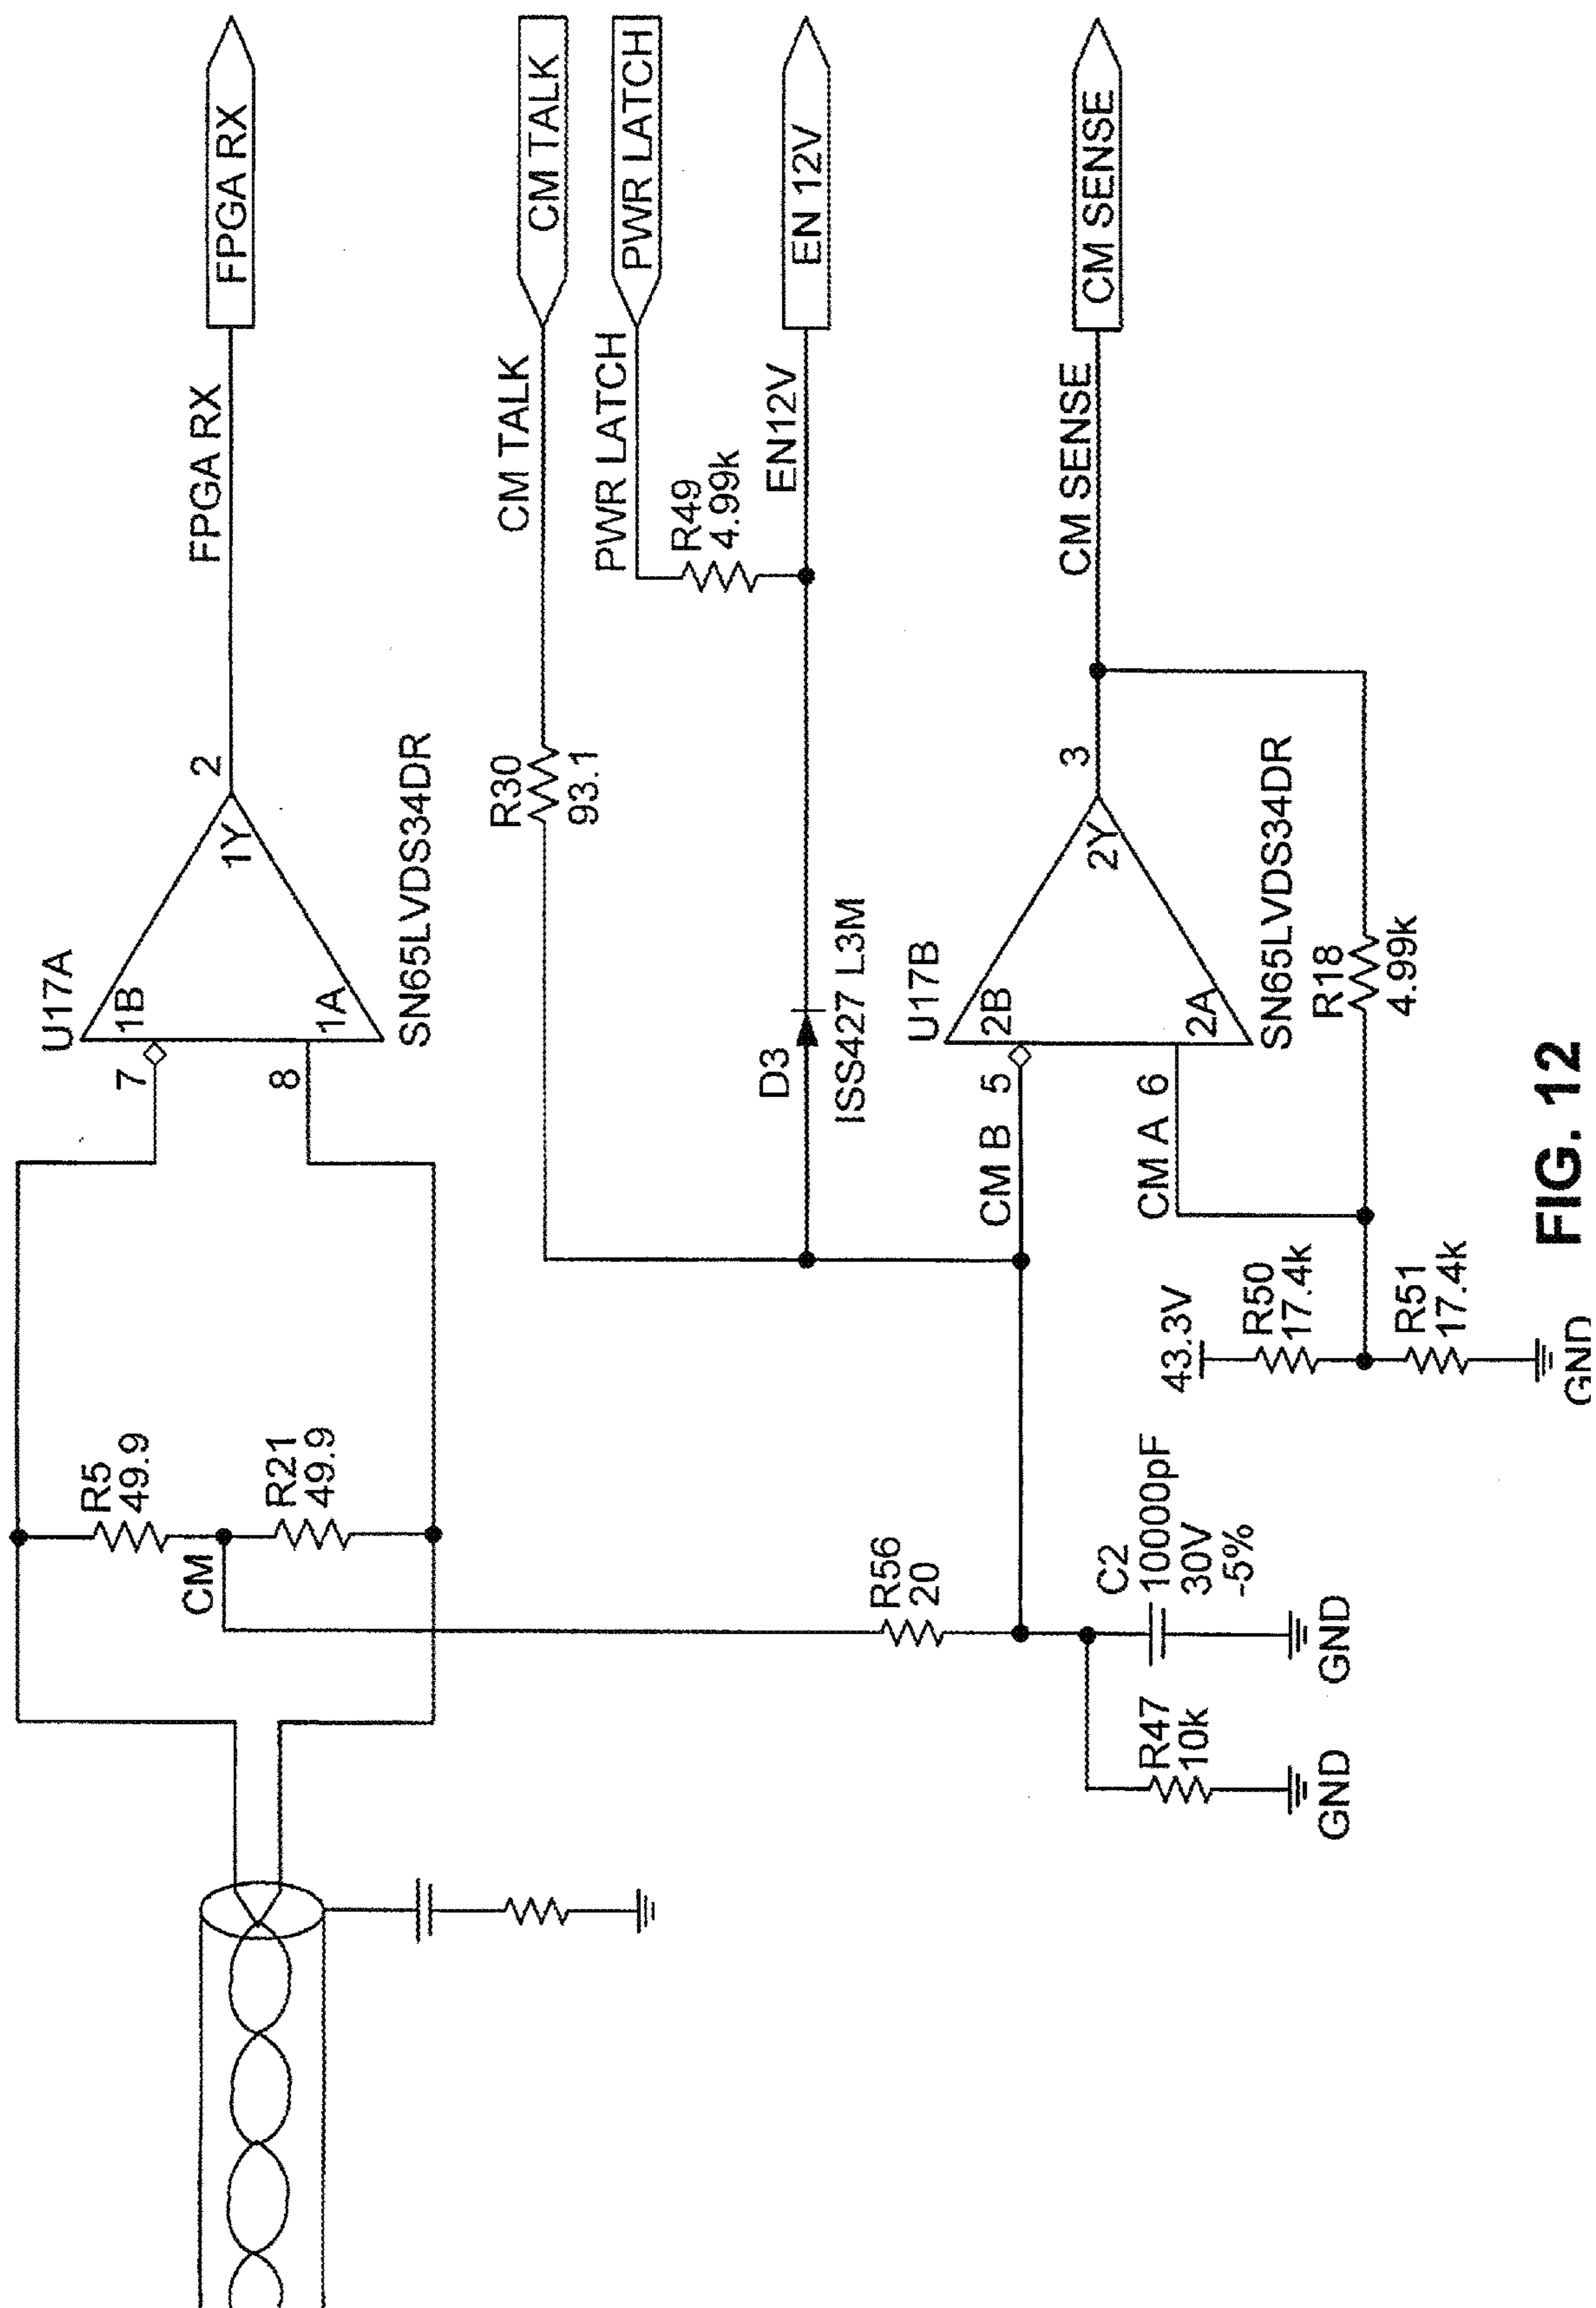 FPGA RX
FPGA RX
CM TALK
CM TALK
PWR LATCH
PWR LATCH
EN 12V
EN12V
CM SENSE
CM SENSE
R49
4.99k
2
R30
93.1
3
U17A
1B
1Y
1A
SN65LVDS34DR
7
8
D3
ISS427 L3M
U17B
2B
2Y
2A
SN65LVDS34DR
R18
4.99k
CM B 5
CM A 6
R5
49.9
R21
49.9
CM
43.3V
R50
17.4k
R51
17.4k
GND
R56
20
C2
10000pF
30V
-5%
GND
R47
10k
GND
FIG. 12